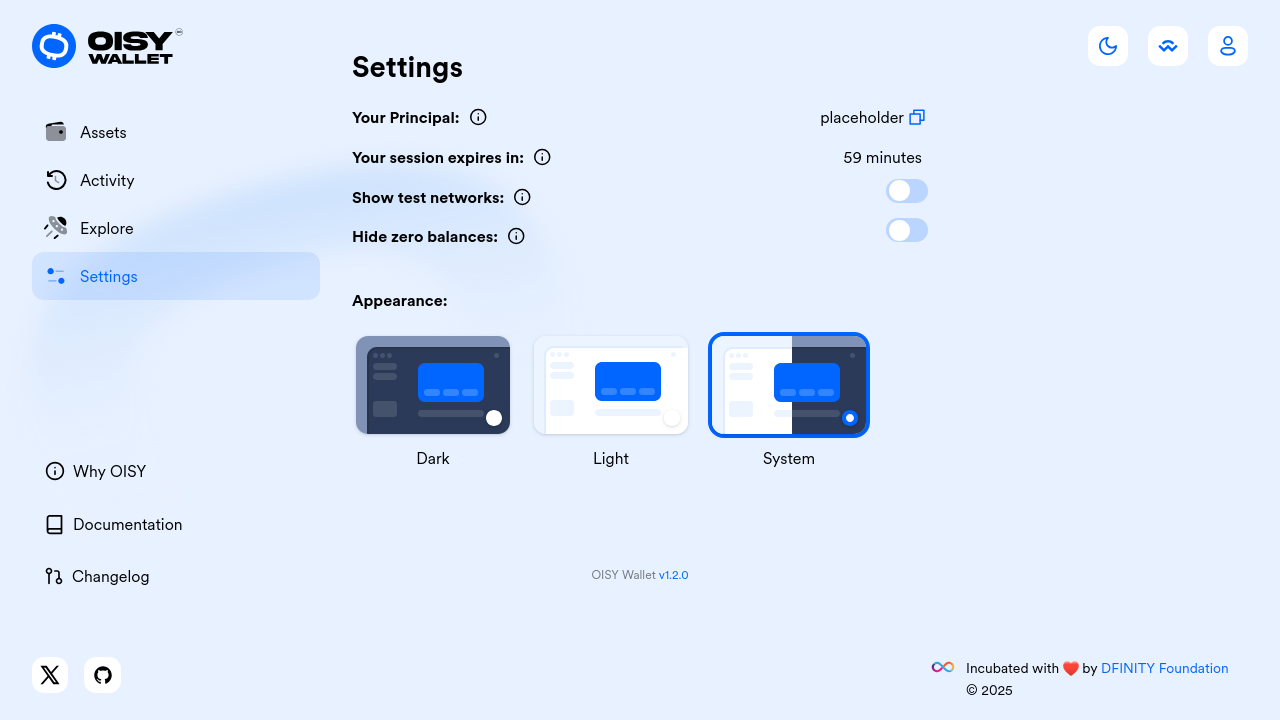 OISY
WALLET
Settings
Your Principal:
placeholder
Assets
Your session expires in:
59 minutes
Activity
Show test networks:
Explore
Hide zero balances:
Settings
Appearance:
Dark
Light
System
Why OISY
Documentation
Changelog
OISY Wallet v1.2.0
Incubated with ❤️ by DFINITY Foundation
© 2025